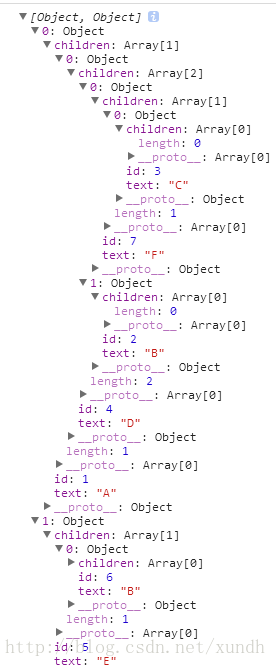 ▼ [Object, Object] i
▼ 0: Object
▼ children: Array[1]
▼ 0: Object
▼ children: Array[2]
▼ 0: Object
▼ children: Array[1]
▼ 0: Object
▼ children: Array[0]
length: 0
▶ __proto__: Array[0]
id: 3
text: "C"
▶ __proto__: Object
length: 1
▶ __proto__: Array[0]
id: 7
text: "F"
▶ __proto__: Object
▼ 1: Object
▼ children: Array[0]
length: 0
▶ __proto__: Array[0]
id: 2
text: "B"
▶ __proto__: Object
length: 2
▶ __proto__: Array[0]
id: 4
text: "D"
▶ __proto__: Object
length: 1
▶ __proto__: Array[0]
id: 1
text: "A"
▶ __proto__: Object
▼ 1: Object
▼ children: Array[1]
▼ 0: Object
▶ children: Array[0]
id: 6
text: "B"
▶ __proto__: Object
length: 1
▶ __proto__: Array[0]
id: 5
http://blog.csdn.net/xundh
text: "E"